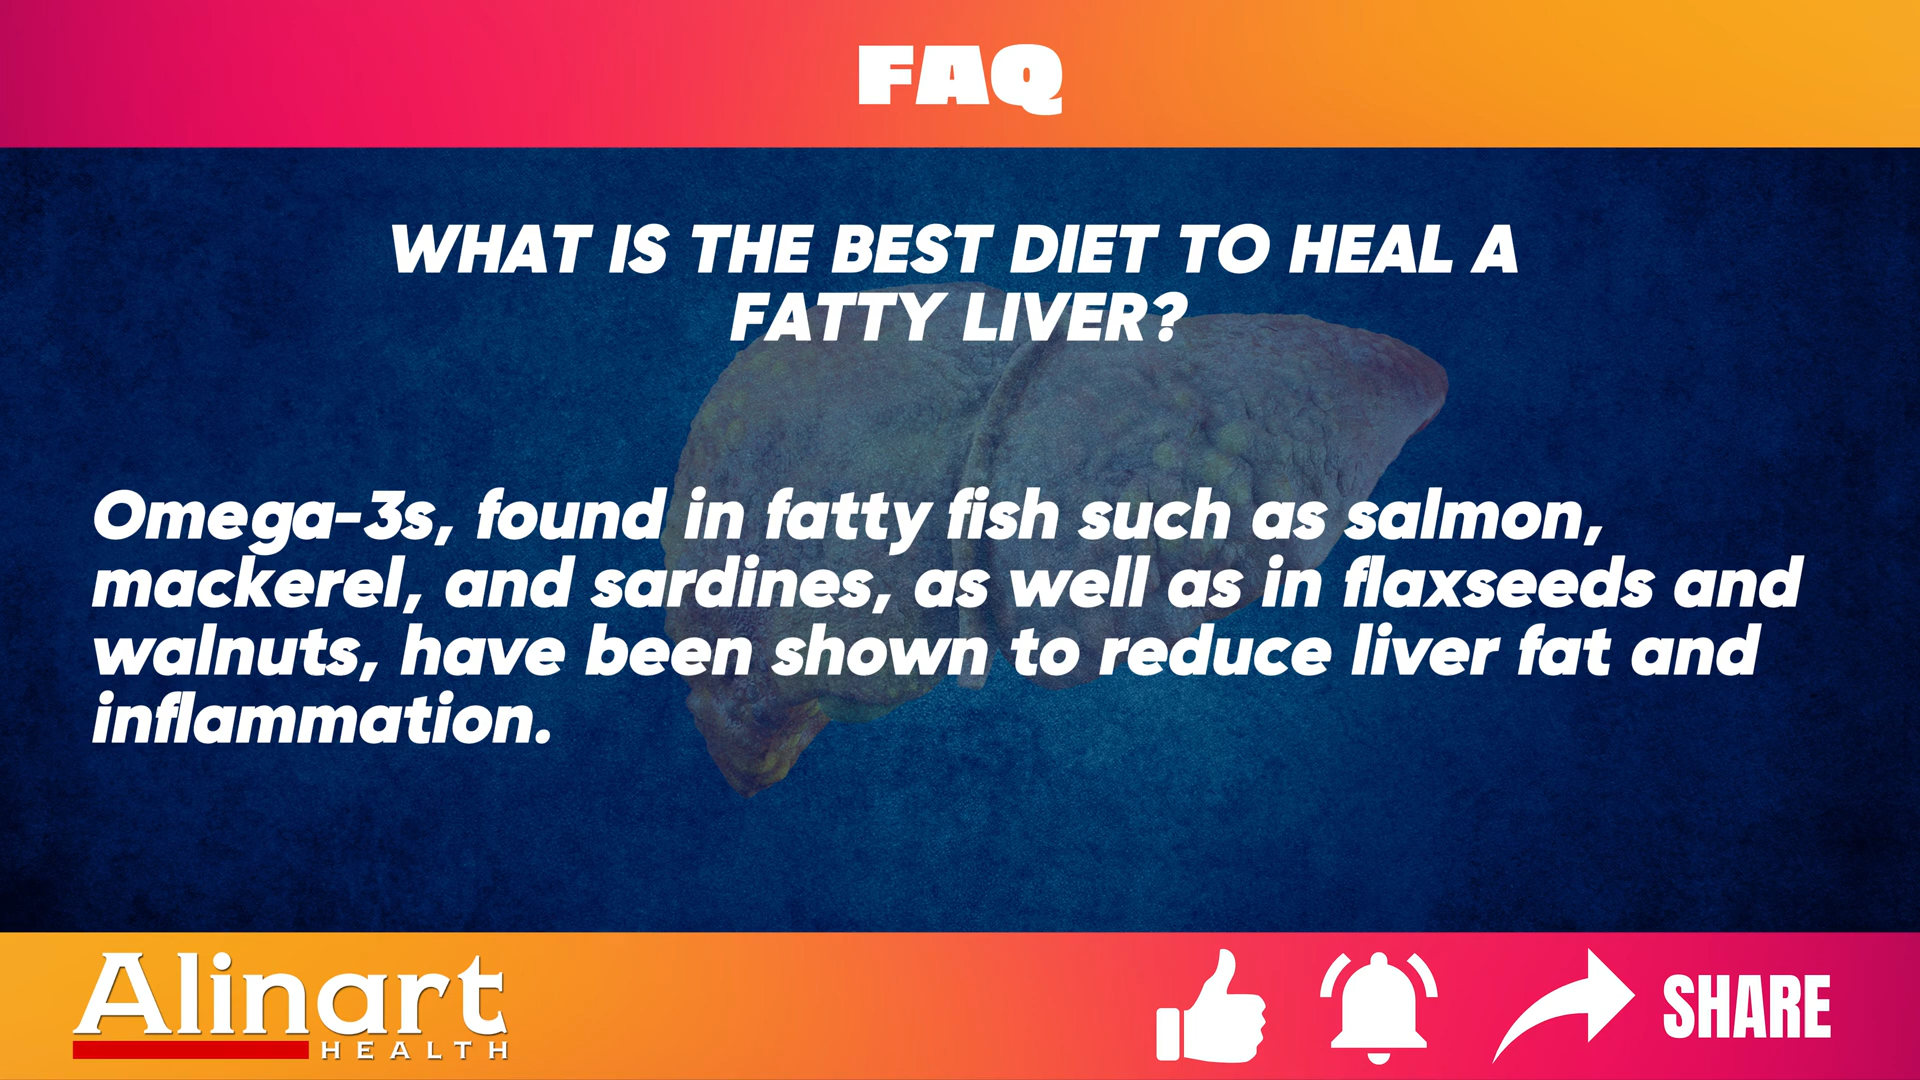 FAQ
WHAT IS THE BEST DIET TO HEAL A
FATTY LIVER?
Omega-3s, found in fatty fish such as salmon,
mackerel, and sardines, as well as in flaxseeds and
walnuts, have been shown to reduce liver fat and
inflammation.
Alinart
HEALTH
SHARE